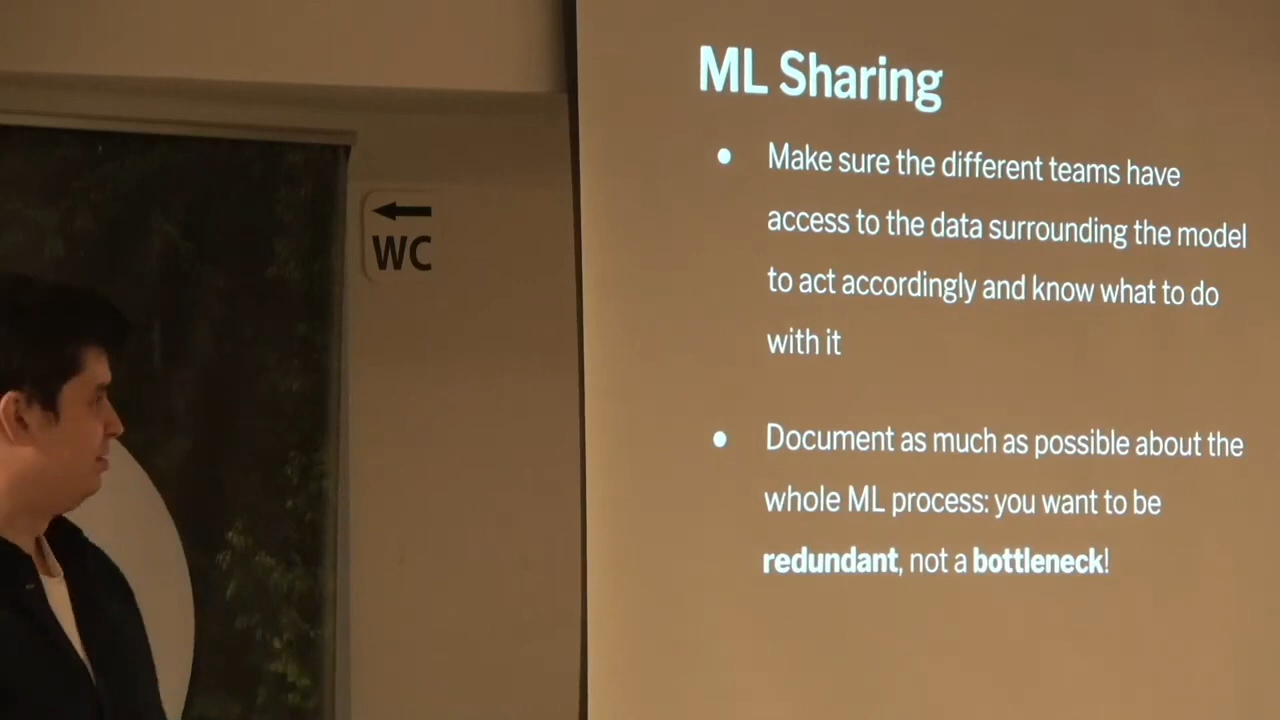 ML Sharing
● Make sure the different teams have
access to the data surrounding the model
to act accordingly and know what to do
with it
● Document as much as possible about the
whole ML process: you want to be
redundant, not a bottleneck!
WC